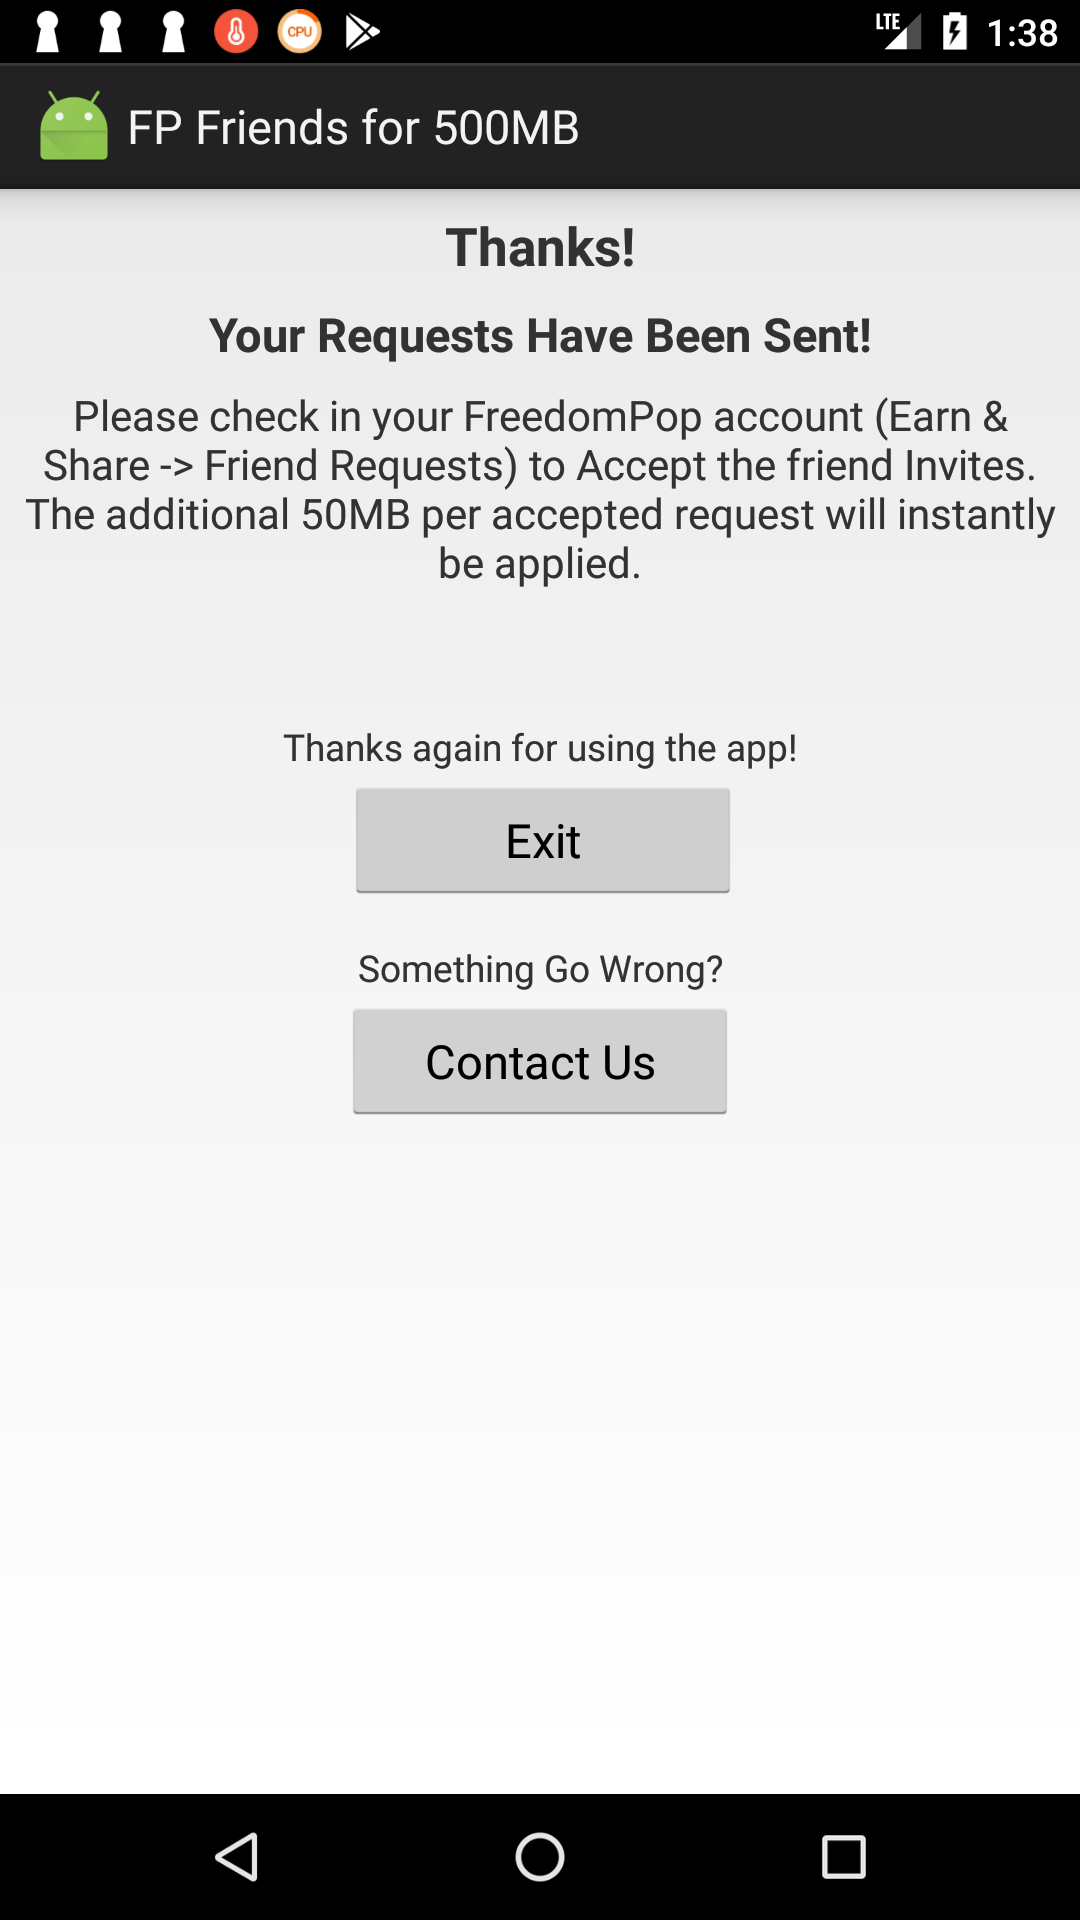 LTE 1:38
CPU
FP Friends for 500MB
Thanks!
Your Requests Have Been Sent!
Please check in your FreedomPop account (Earn &
Share -> Friend Requests) to Accept the friend Invites.
The additional 50MB per accepted request will instantly
be applied.
Thanks again for using the app!
Exit
Something Go Wrong?
Contact Us